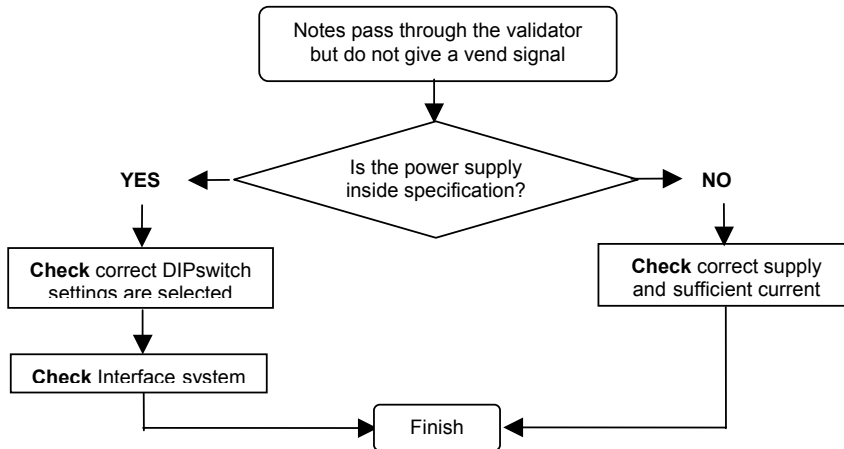 Notes pass through the validator
but do not give a vend signal
Is the power supply
inside specification?
YES
NO
Check correct DIPswitch
settings are selected
Check correct supply
and sufficient current
Check Interface system
Finish